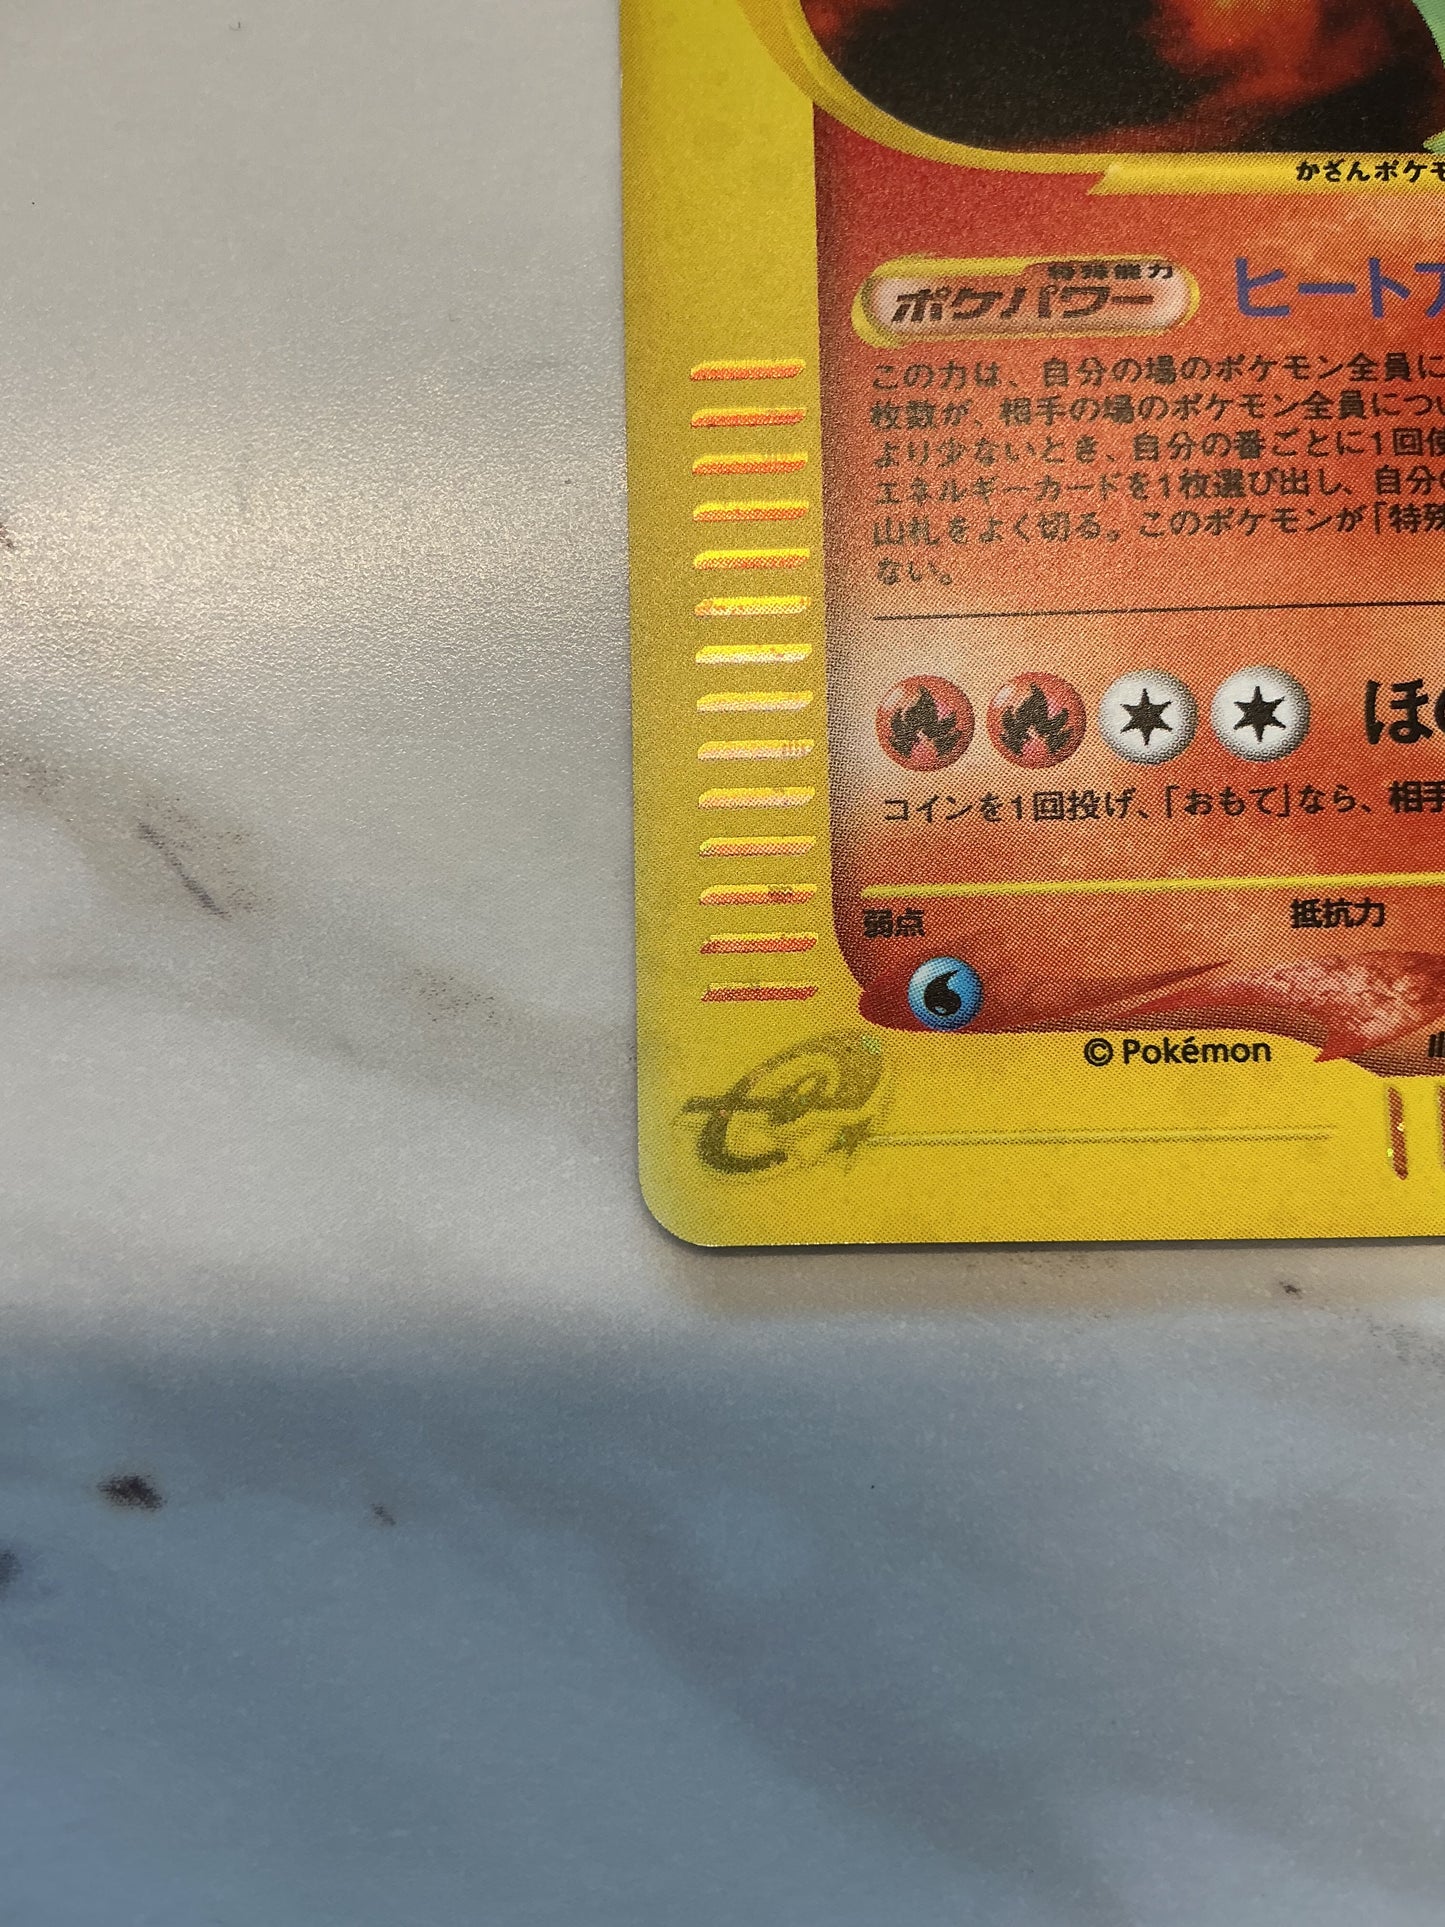 かざんポケモ
特殊能力
ポケパワー ヒートア
この力は、自分の場のポケモン全員に
枚数が、相手の場のポケモン全員につい
より少ないとき、自分の番ごとに1回使
エネルギーカードを1枚選び出し、自分の
山札をよく切る。このポケモンが「特殊
ない。
ほの
コインを1回投げ、「おもて」なら、相手
弱点 抵抗力
© Pokémon